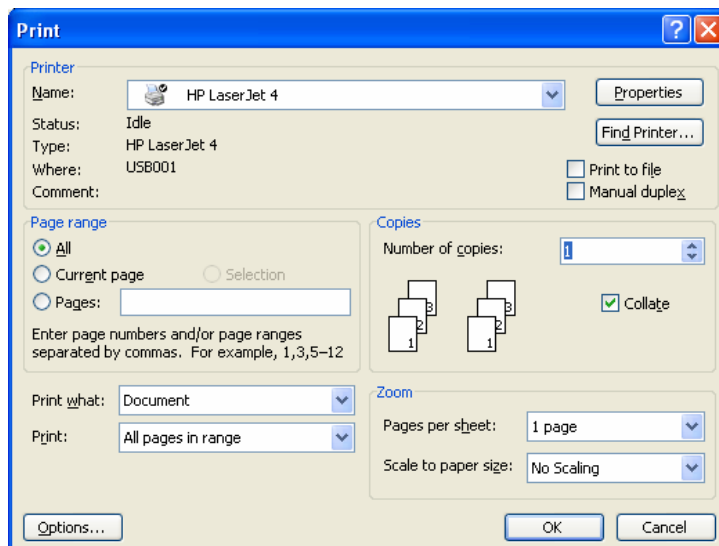 Print
Printer
Name:
HP LaserJet 4
Properties
Status:
Idle
Find Printer...
Type:
HP LaserJet 4
Where:
USB001
Print to file
Comment:
Manual duplex
Page range
All
Current page
Selection
Pages:
Enter page numbers and/or page ranges
separated by commas. For example, 1,3,5–12
Copies
Number of copies:
1
3
2
1
3
2
1
Collate
Print what:
Document
Print:
All pages in range
Zoom
Pages per sheet:
1 page
Scale to paper size:
No Scaling
Options...
OK
Cancel